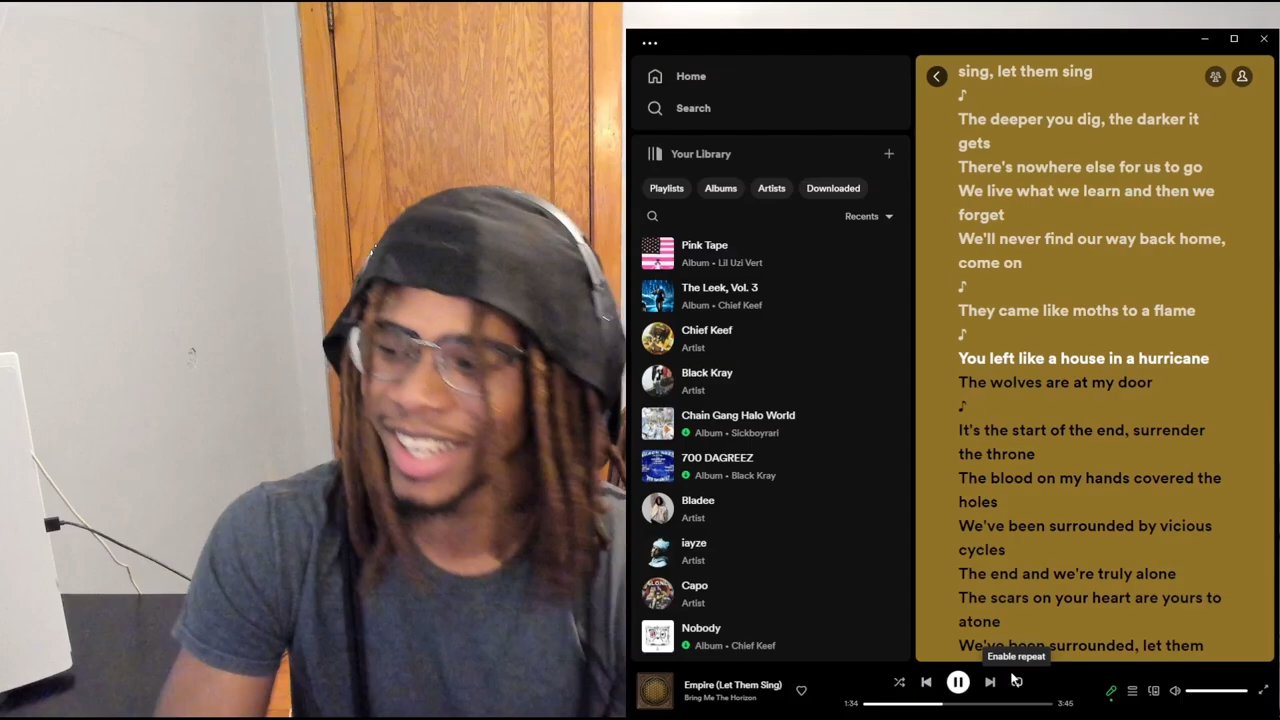 Home
Search
Your Library
Playlists
Albums
Artists
Downloaded
Recents
Pink Tape
Album • Lil Uzi Vert
The Leek, Vol. 3
Album • Chief Keef
Chief Keef
Artist
Black Kray
Artist
Chain Gang Halo World
Album • Sickboyrari
700 DAGREEZ
Album • Black Kray
Bladee
Artist
iayze
Artist
Capo
Artist
Nobody
Album • Chief Keef
sing, let them sing
♪
The deeper you dig, the darker it
gets
There's nowhere else for us to go
We live what we learn and then we
forget
We'll never find our way back home,
come on
♪
They came like moths to a flame
♪
You left like a house in a hurricane
The wolves are at my door
♪
It's the start of the end, surrender
the throne
The blood on my hands covered the
holes
We've been surrounded by vicious
cycles
The end and we're truly alone
The scars on your heart are yours to
atone
We've been surrounded, let them
Enable repeat
Empire (Let Them Sing)
Bring Me The Horizon
1:34
3:45